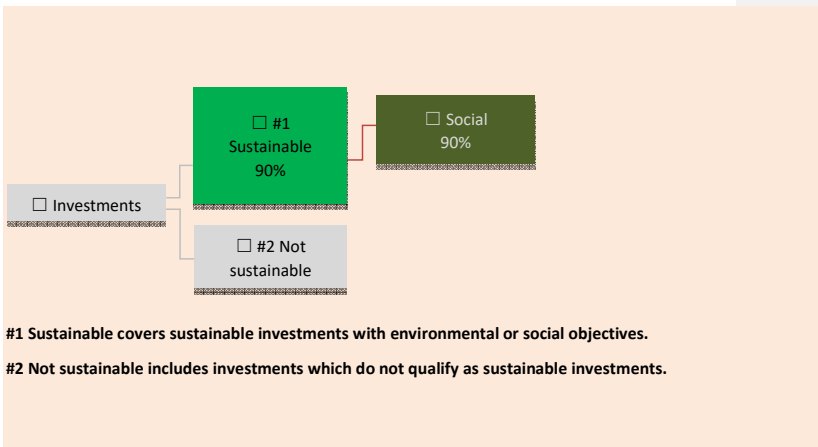 ☐ #1
Sustainable
90%
☐ Social
90%
☐ Investments
☐ #2 Not
sustainable
#1 Sustainable covers sustainable investments with environmental or social objectives.
#2 Not sustainable includes investments which do not qualify as sustainable investments.